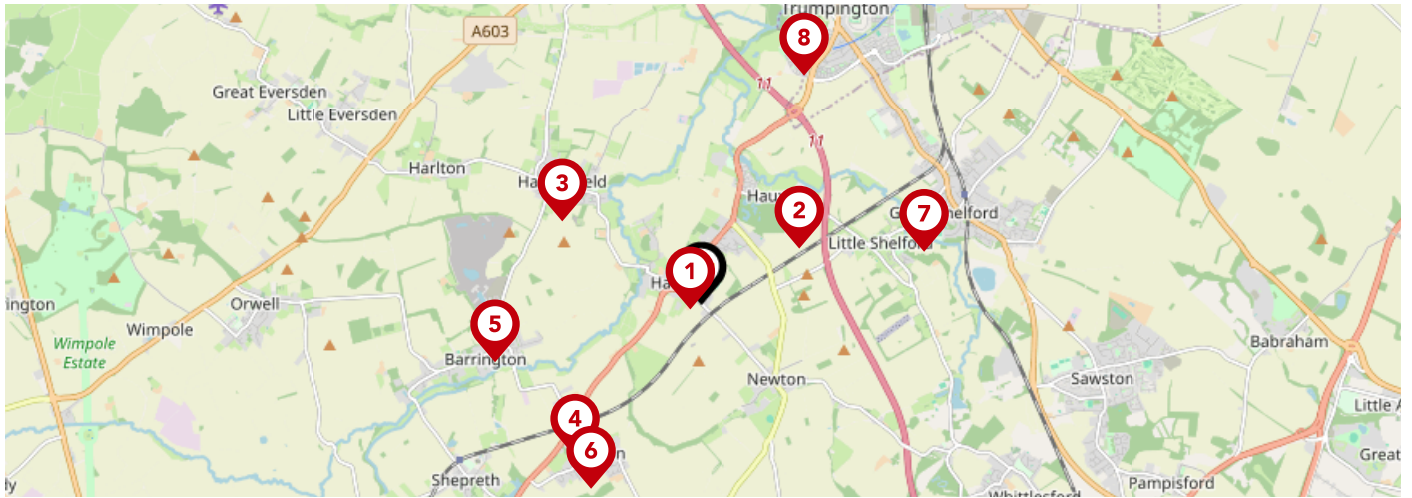 Trumpington
8
A603
11
Great Eversden
Little Eversden
11
Harlton
3
2
7
Little Shelford
1
Orwell
5
Wimpole
Wimpole
Estate
Barrington
Babraham
Newton
Sawston
4
6
Shepreth
Pampisford
Whittlesford